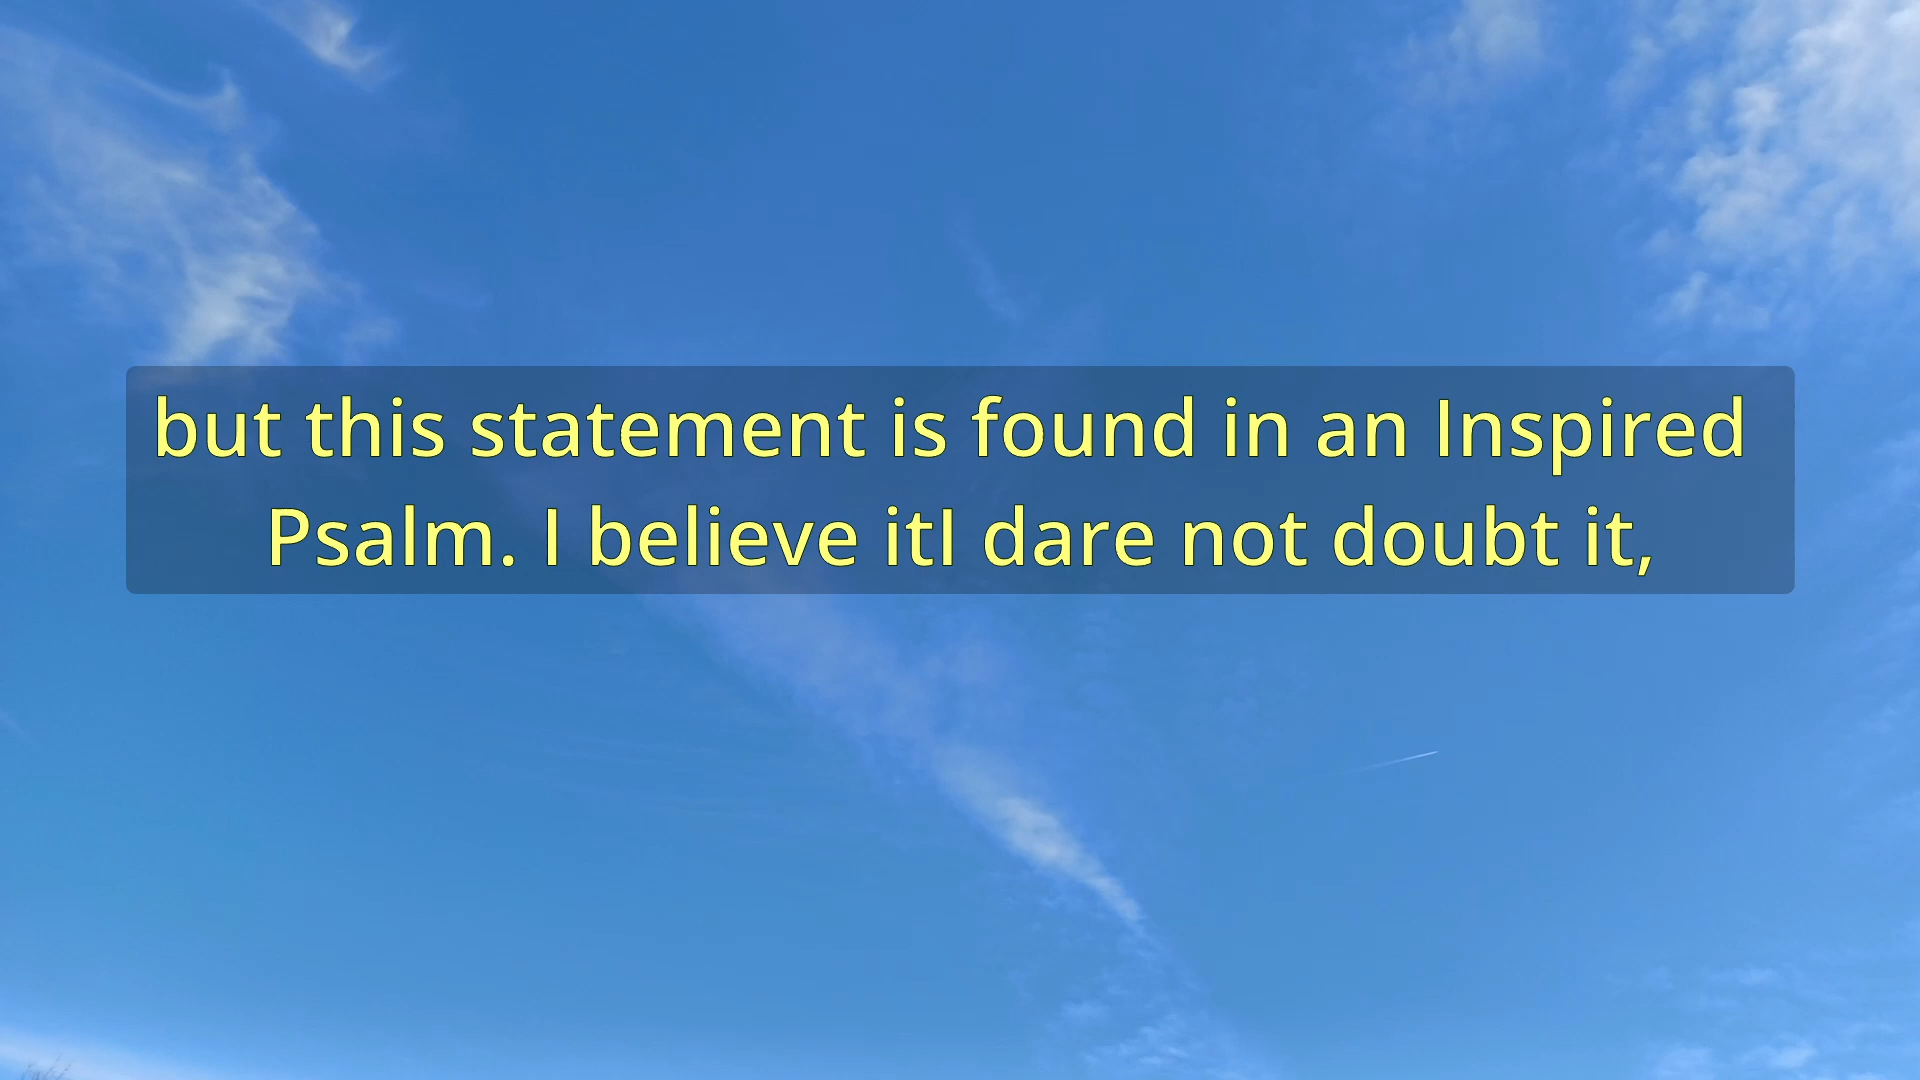 but this statement is found in an Inspired
Psalm. I believe itI dare not doubt it,